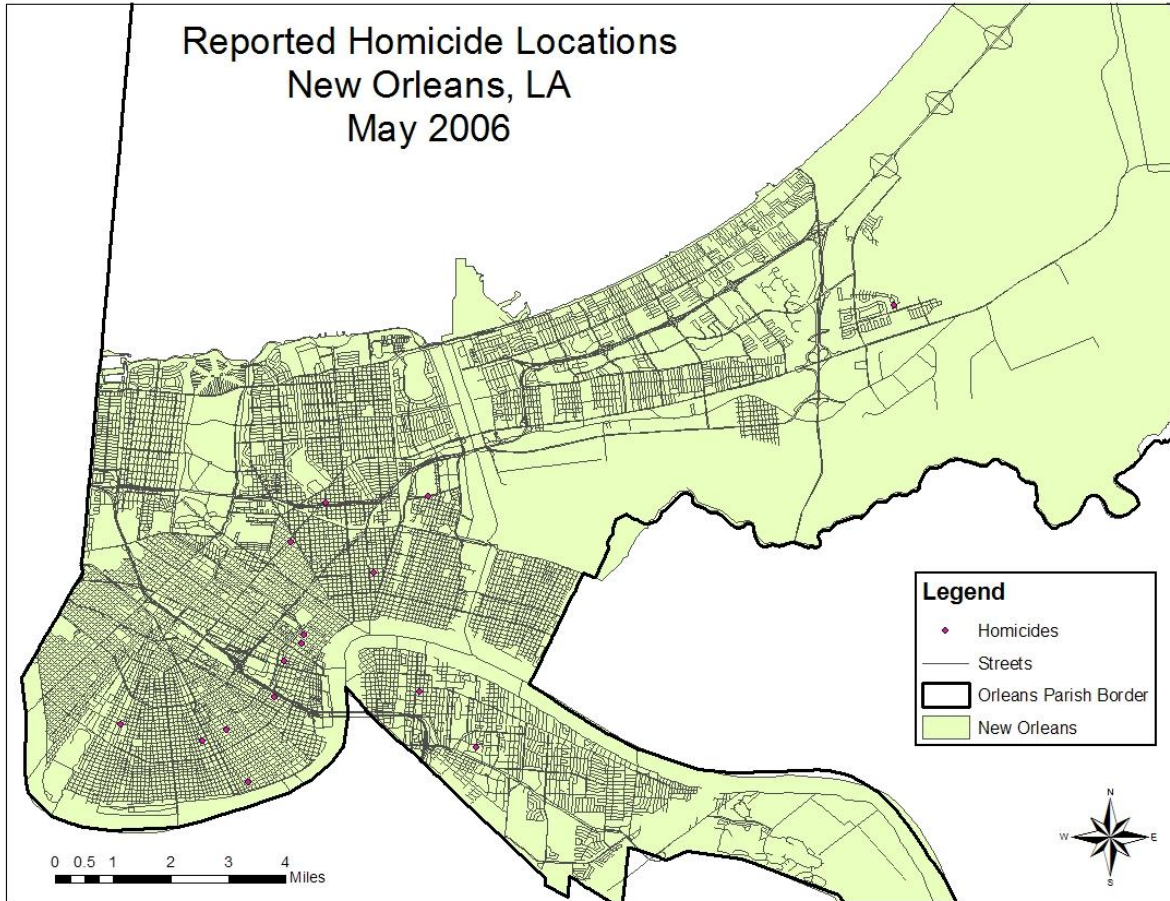 Reported Homicide Locations
New Orleans, LA
May 2006
Legend
Homicides
Streets
Orleans Parish Border
New Orleans
N
W E
S
0 0.5 1 2 3 4
Miles